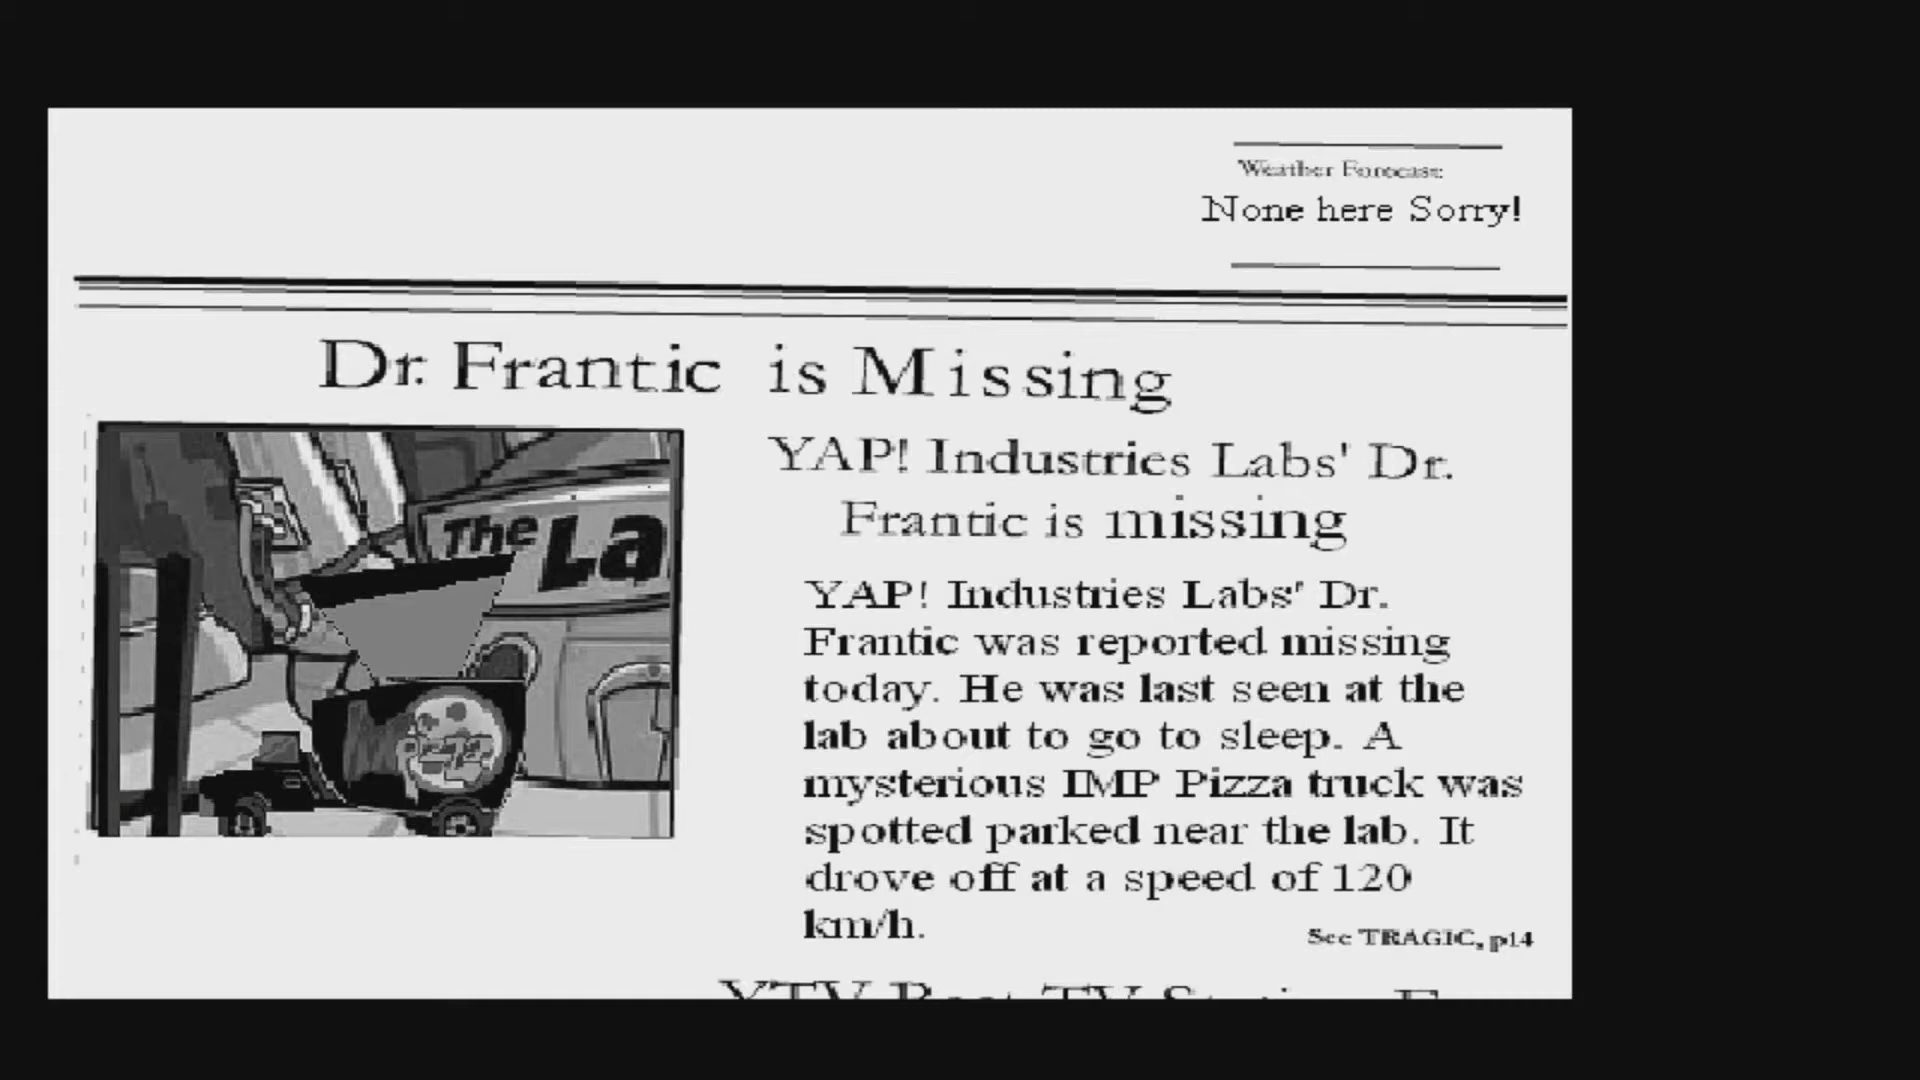 Weather Forecast:
None here Sorry!
Dr. Frantic is Missing
The La
YAP! Industries Labs' Dr.
Frantic is missing
YAP! Industries Labs' Dr.
Frantic was reported missing
today. He was last seen at the
lab about to go to sleep. A
mysterious IMP Pizza truck was
spotted parked near the lab. It
drove off at a speed of 120
km/h.
See TRAGIC, p14
YTV Best TV